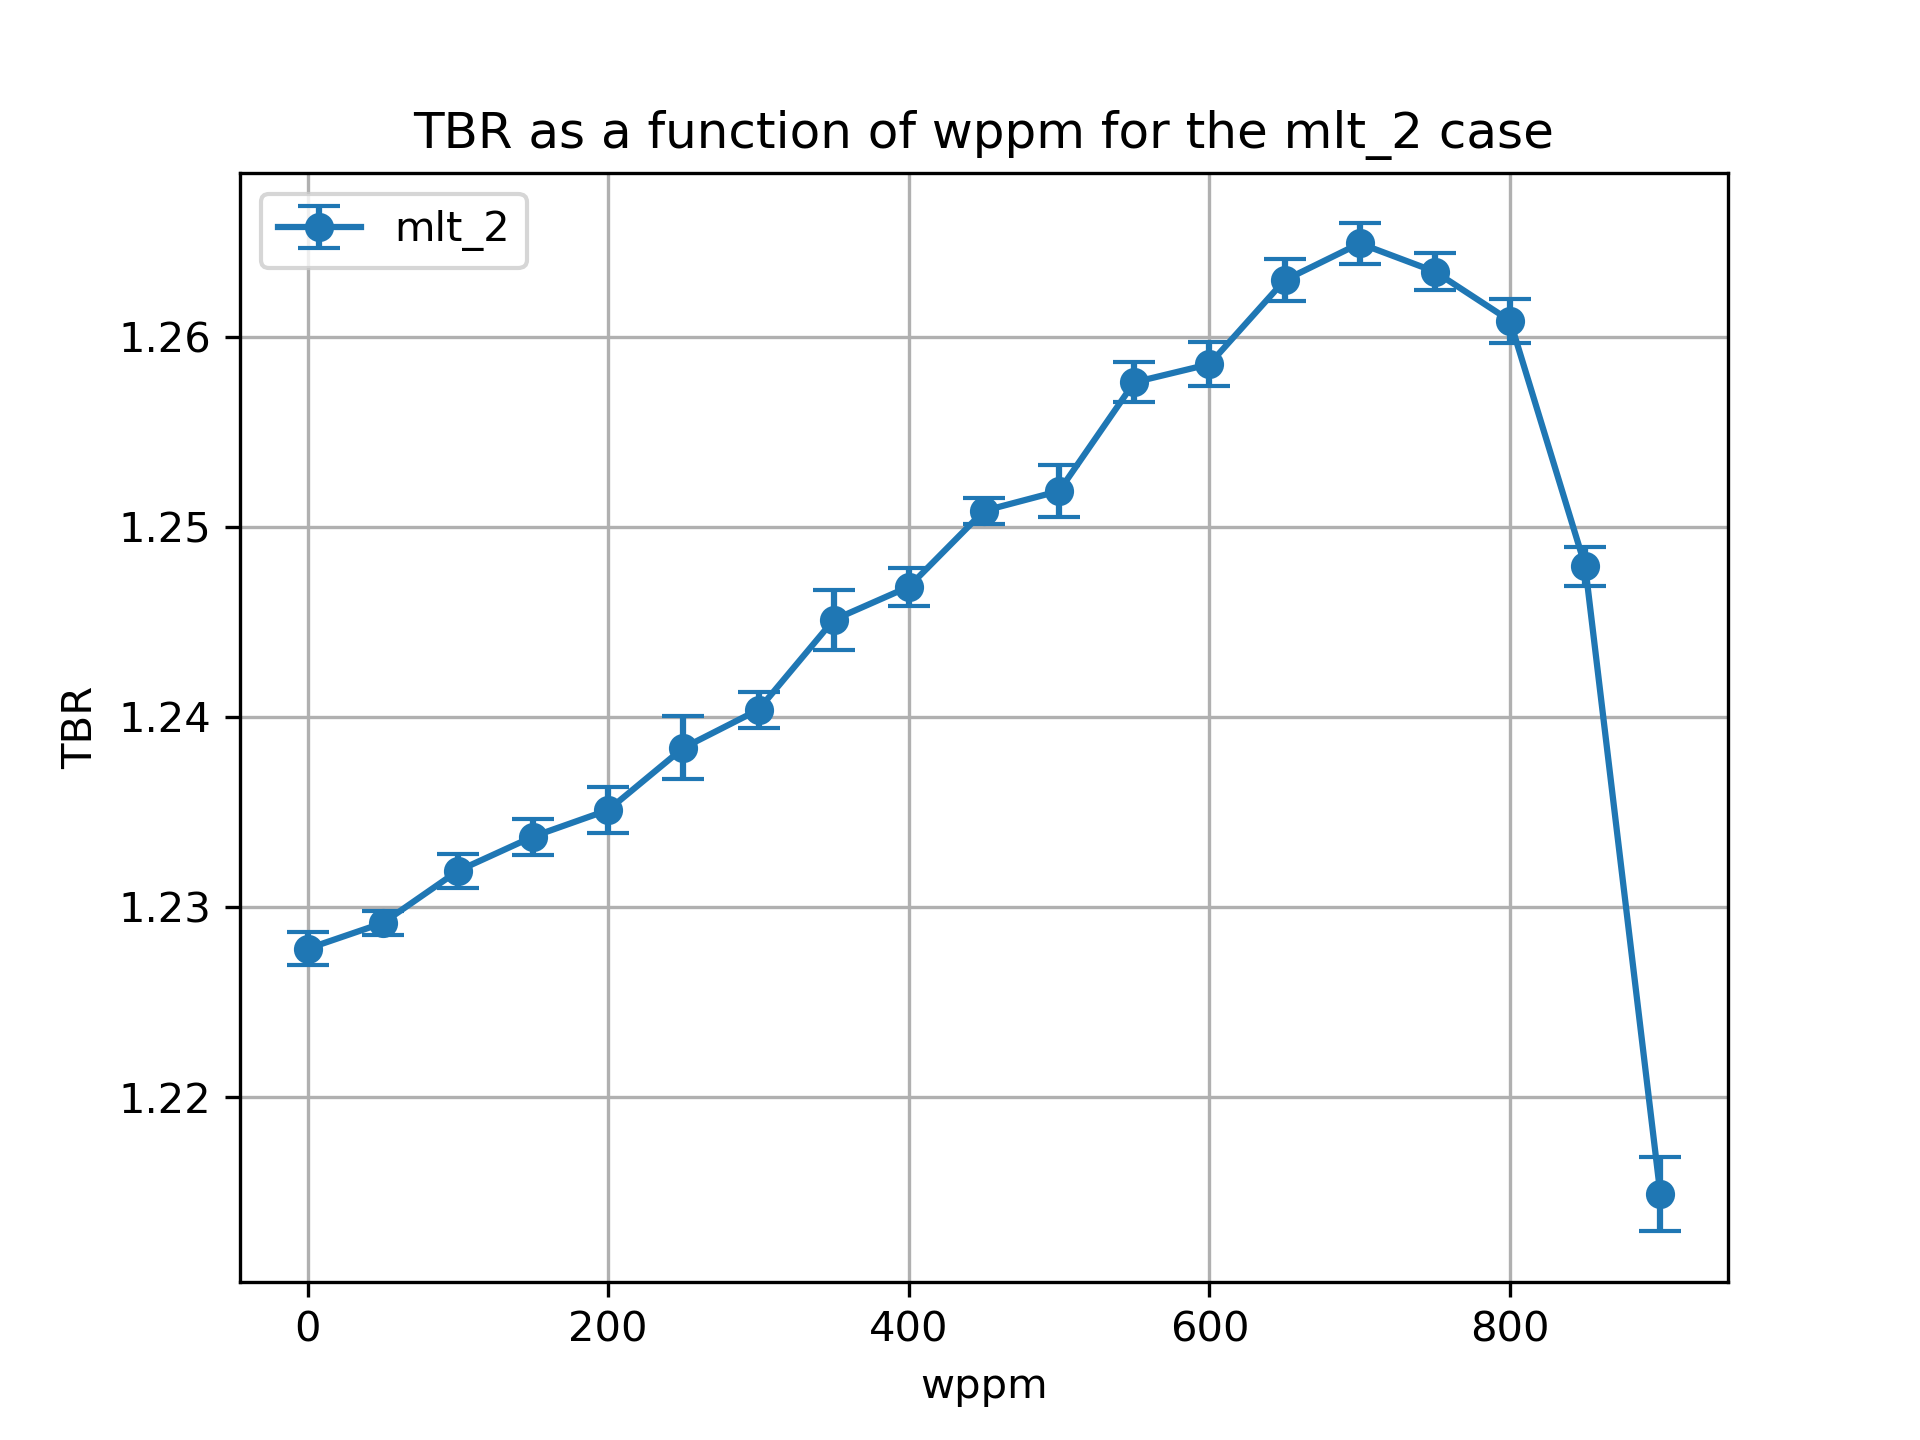 TBR as a function of wppm for the mlt_2 case
mlt_2
1.26
1.25
1.24
1.23
1.22
TBR
0 200 400 600 800
wppm